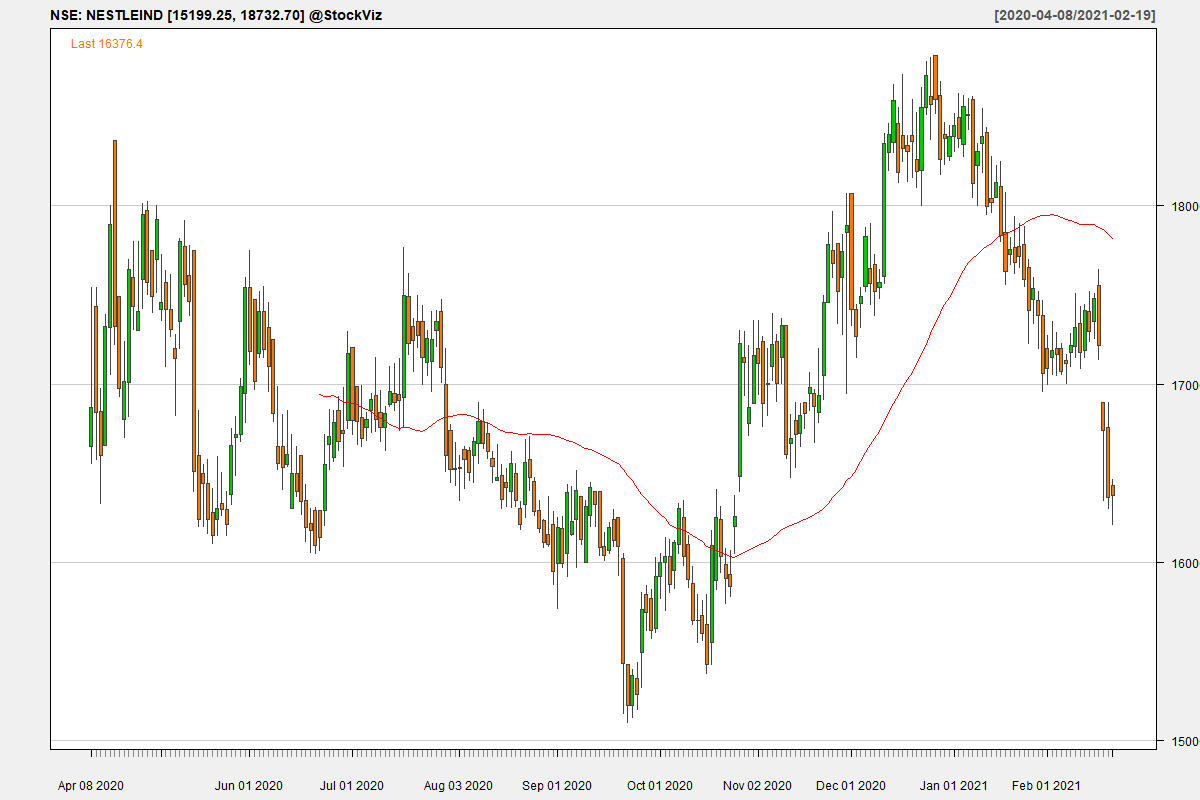 NSE: NESTLEIND [15199.25, 18732.70] @StockViz [2020-04-08/2021-02-19]
Last 16376.4
1800
1700
1600
1500
Apr 08 2020 Jun 01 2020 Jul 01 2020 Aug 03 2020 Sep 01 2020 Oct 01 2020 Nov 02 2020 Dec 01 2020 Jan 01 2021 Feb 01 2021